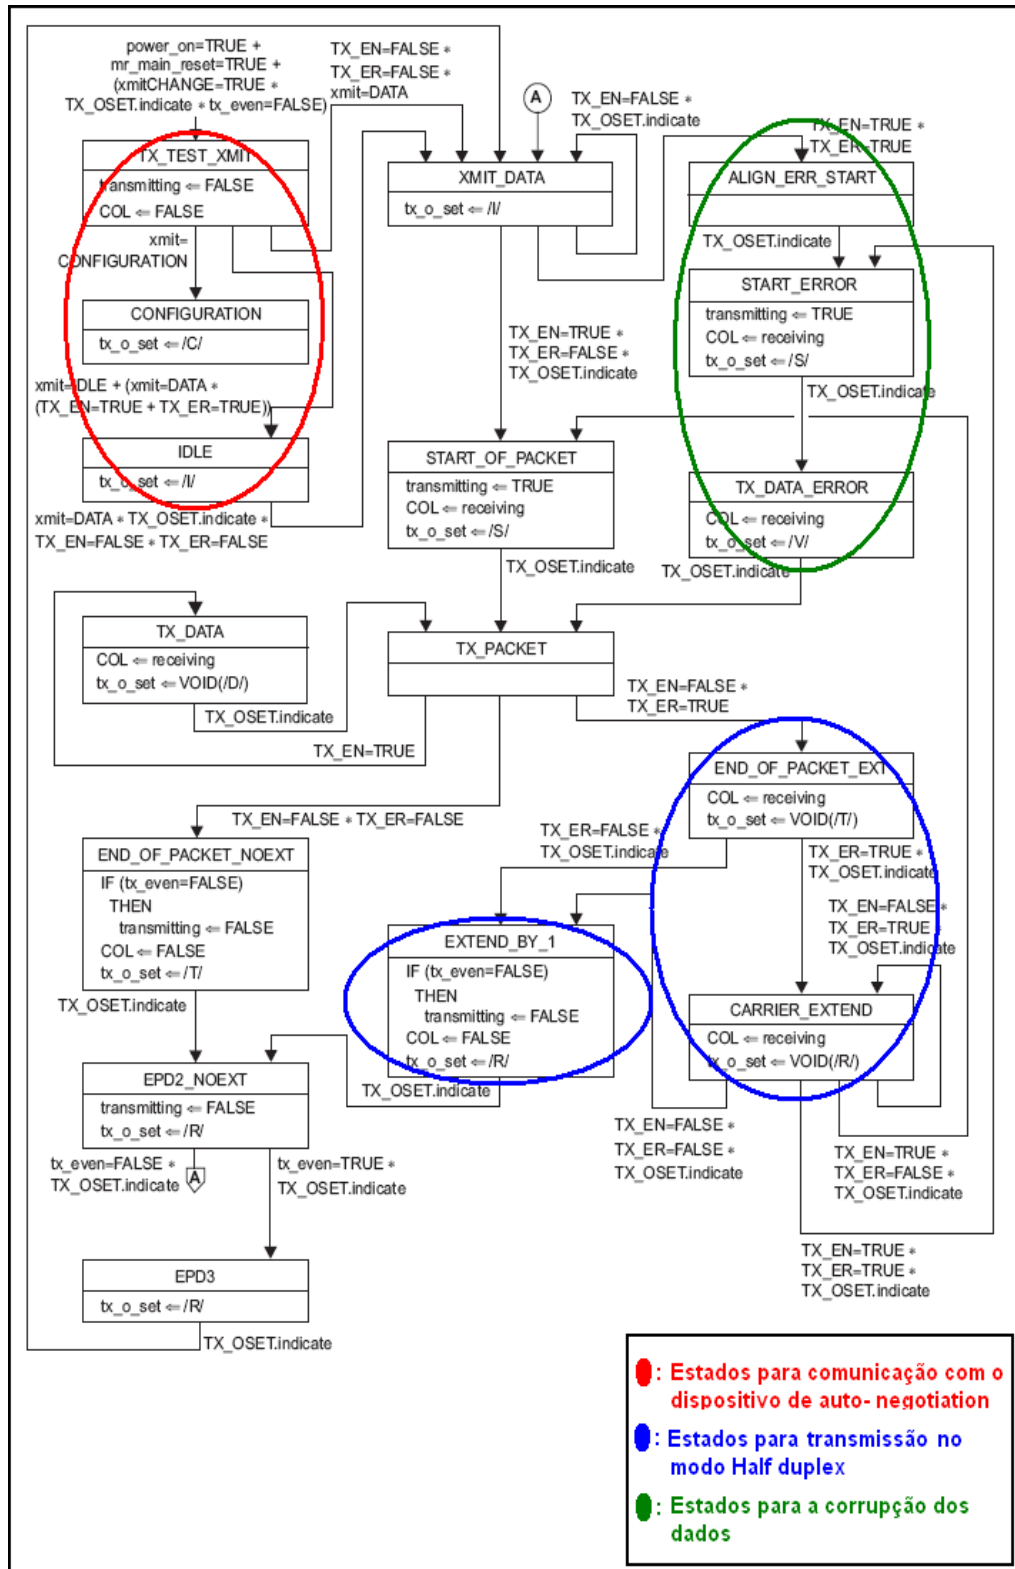 power_on=TRUE +
mr_main_reset=TRUE +
(xmitCHANGE=TRUE *
TX_OSET.indicate * tx_even=FALSE)
TX_EN=FALSE *
TX_ER=FALSE *
xmit=DATA
A
TX_EN=FALSE *
TX_OSET.indicate
TX_EN=TRUE *
TX_ER=TRUE
TX_TEST_XMIT
transmitting ⇐ FALSE
COL ⇐ FALSE
XMIT_DATA
tx_o_set ⇐ /I/
ALIGN_ERR_START
xmit=
CONFIGURATION
TX_OSET.indicate
CONFIGURATION
tx_o_set ⇐ /C/
START_ERROR
transmitting ⇐ TRUE
COL ⇐ receiving
tx_o_set ⇐ /S/
TX_EN=TRUE *
TX_ER=FALSE *
TX_OSET.indicate
TX_OSET.indicate
xmit=IDLE + (xmit=DATA *
(TX_EN=TRUE + TX_ER=TRUE))
IDLE
tx_o_set ⇐ /I/
START_OF_PACKET
transmitting ⇐ TRUE
COL ⇐ receiving
tx_o_set ⇐ /S/
TX_DATA_ERROR
COL ⇐ receiving
tx_o_set ⇐ /V/
xmit=DATA * TX_OSET.indicate *
TX_EN=FALSE * TX_ER=FALSE
TX_OSET.indicate
TX_OSET.indicate
TX_DATA
COL ⇐ receiving
tx_o_set ⇐ VOID(/D/)
TX_PACKET
TX_OSET.indicate
TX_EN=TRUE
TX_EN=FALSE *
TX_ER=TRUE
TX_EN=FALSE * TX_ER=FALSE
END_OF_PACKET_EXT
COL ⇐ receiving
tx_o_set ⇐ VOID(/T/)
TX_ER=FALSE *
TX_OSET.indicate
TX_ER=TRUE *
TX_OSET.indicate
END_OF_PACKET_NOEXT
IF (tx_even=FALSE)
THEN
transmitting ⇐ FALSE
COL ⇐ FALSE
tx_o_set ⇐ /T/
TX_EN=FALSE *
TX_ER=TRUE *
TX_OSET.indicate
EXTEND_BY_1
IF (tx_even=FALSE)
THEN
transmitting ⇐ FALSE
COL ⇐ FALSE
tx_o_set ⇐ /R/
TX_OSET.indicate
CARRIER_EXTEND
COL ⇐ receiving
tx_o_set ⇐ VOID(/R/)
EPD2_NOEXT
transmitting ⇐ FALSE
tx_o_set ⇐ /R/
TX_OSET.indicate
TX_EN=FALSE *
TX_ER=FALSE *
TX_OSET.indicate
TX_EN=TRUE *
TX_ER=FALSE *
TX_OSET.indicate
tx_even=FALSE *
TX_OSET.indicate
A
tx_even=TRUE *
TX_OSET.indicate
TX_EN=TRUE *
TX_ER=TRUE *
TX_OSET.indicate
EPD3
tx_o_set ⇐ /R/
TX_OSET.indicate
: Estados para comunicação com o
dispositivo de auto- negotiation
: Estados para transmissão no
modo Half duplex
: Estados para a corrupção dos
dados